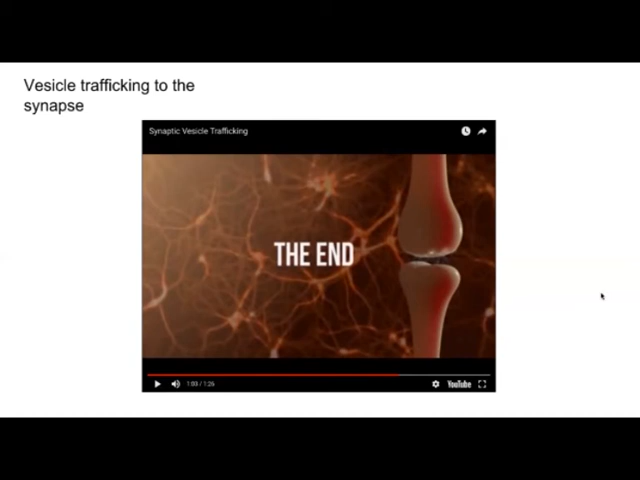 Vesicle trafficking to the
synapse
Synaptic Vesicle Trafficking
THE END
1:03 / 1:26
YouTube